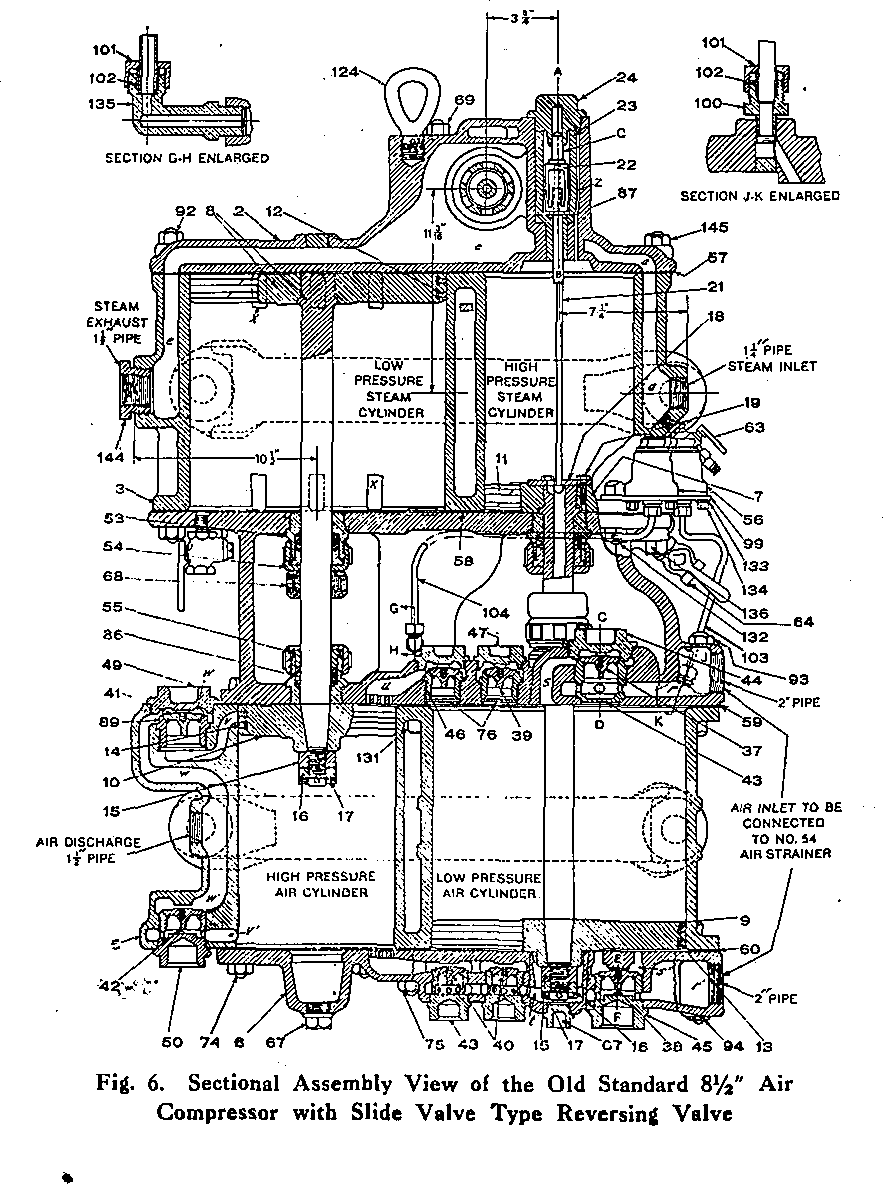 3 3/4"
101
102
135
SECTION G-H ENLARGED
124
69
A
24
23
C
22
Z
87
101
102
100
SECTION J-K ENLARGED
92
8
2
12
11 3/16"
e
B
145
57
21
7 1/4"
18
STEAM
EXHAUST
1 1/2" PIPE
LOW
PRESSURE
STEAM
CYLINDER
HIGH
PRESSURE
STEAM
CYLINDER
1 1/4" PIPE
STEAM INLET
a
19
63
144
10 1/2"
11
X
3
7
53
56
99
54
58
133
134
68
104
136
64
55
G
H
47
C
132
86
103
49
w
u
s
44
93
41
2" PIPE
D
K
59
89
46
76
39
37
14
131
43
10
w
15
16
17
AIR INLET TO BE
CONNECTED
TO NO. 54
AIR STRAINER
AIR DISCHARGE
1 1/2" PIPE
HIGH PRESSURE
AIR CYLINDER
LOW PRESSURE
AIR CYLINDER
w
9
5
60
42
E
r
2" PIPE
F
50
74
6
67
75
43
40
15
17
67
16
38
45
94
13
Fig. 6. Sectional Assembly View of the Old Standard 8½" Air
Compressor with Slide Valve Type Reversing Valve